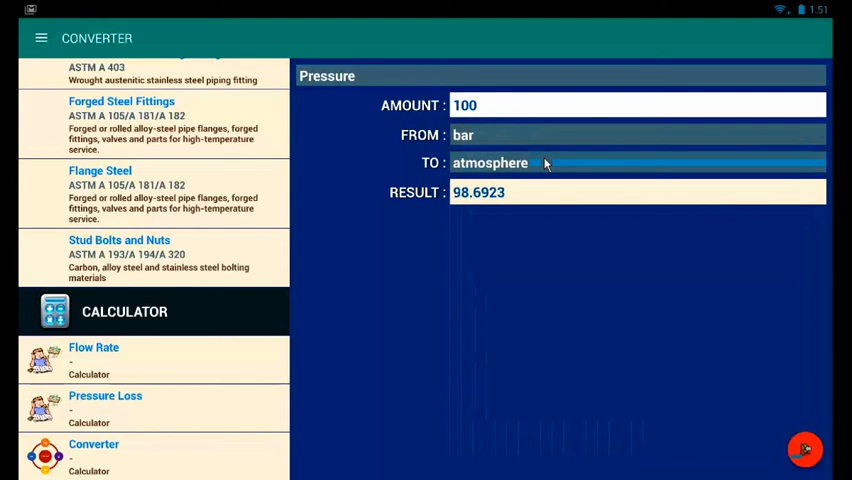 1.51
CONVERTER
ASTM A 403
Wrought austenitic stainless steel piping fitting
Forged Steel Fittings
ASTM A 105/A 181/A 182
Forged or rolled alloy-steel pipe flanges, forged
fittings, valves and parts for high-temperature
service.
Flange Steel
ASTM A 105/A 181/A 182
Forged or rolled alloy-steel pipe flanges, forged
fittings, valves and parts for high-temperature
service.
Stud Bolts and Nuts
ASTM A 193/A 194/A 320
Carbon, alloy steel and stainless steel bolting
materials
CALCULATOR
Flow Rate
-
Calculator
Pressure Loss
-
Calculator
Converter
-
Calculator
Pressure
AMOUNT : 100
FROM : bar
TO : atmosphere
RESULT : 98.6923